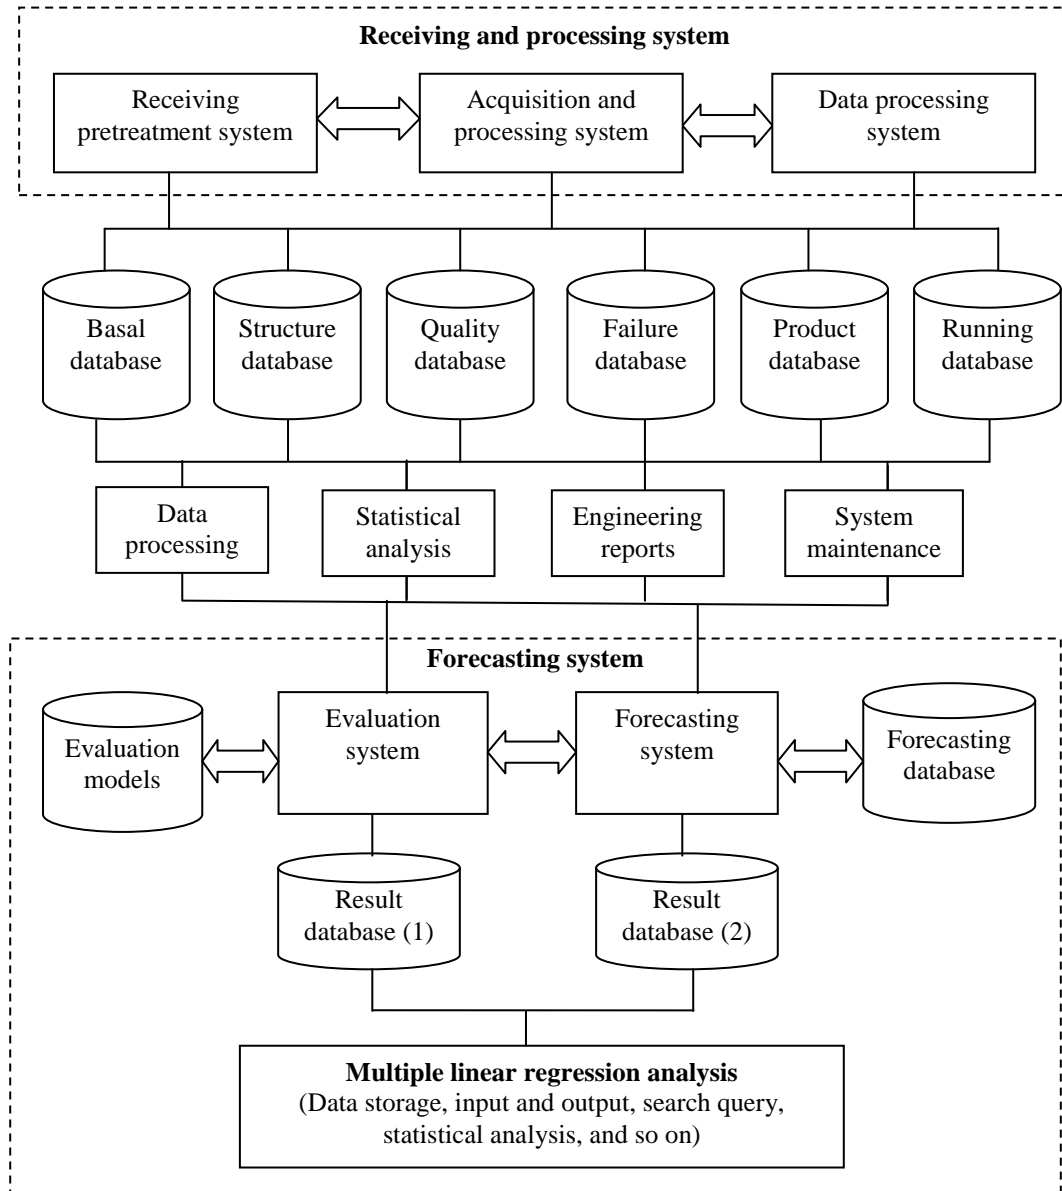 Receiving and processing system
Receiving
pretreatment system
Acquisition and
processing system
Data processing
system
Basal
database
Structure
database
Quality
database
Failure
database
Product
database
Running
database
Data
processing
Statistical
analysis
Engineering
reports
System
maintenance
Forecasting system
Evaluation
models
Evaluation
system
Forecasting
system
Forecasting
database
Result
database (1)
Result
database (2)
Multiple linear regression analysis
(Data storage, input and output, search query,
statistical analysis, and so on)